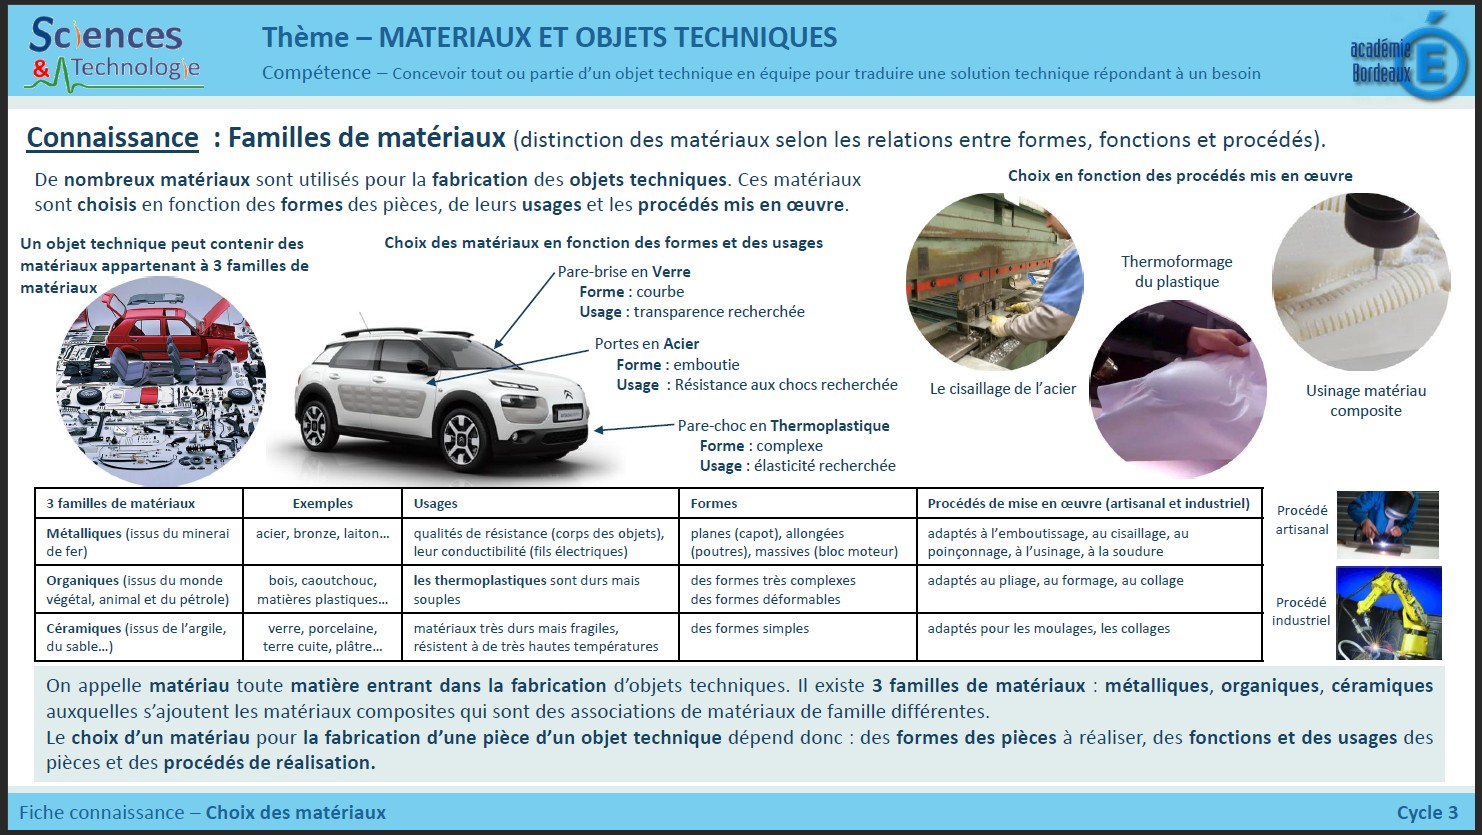 Sciences
& Technologie
Thème – MATERIAUX ET OBJETS TECHNIQUES
Compétence – Concevoir tout ou partie d'un objet technique en équipe pour traduire une solution technique répondant à un besoin
académie
Bordeaux
É
Connaissance : Familles de matériaux (distinction des matériaux selon les relations entre formes, fonctions et procédés).
De nombreux matériaux sont utilisés pour la fabrication des objets techniques. Ces matériaux
sont choisis en fonction des formes des pièces, de leurs usages et les procédés mis en œuvre.
Un objet technique peut contenir des
matériaux appartenant à 3 familles de
matériaux
Choix des matériaux en fonction des formes et des usages
Pare-brise en Verre
Forme : courbe
Usage : transparence recherchée
Portes en Acier
Forme : emboutie
Usage : Résistance aux chocs recherchée
Pare-choc en Thermoplastique
Forme : complexe
Usage : élasticité recherchée
Choix en fonction des procédés mis en œuvre
Le cisaillage de l'acier
Thermoformage
du plastique
Usinage matériau
composite
3 familles de matériaux Exemples Usages Formes Procédés de mise en œuvre (artisanal et industriel)
Métalliques (issus du minerai acier, bronze, laiton… qualités de résistance (corps des objets), planes (capot), allongées adaptés à l'emboutissage, au cisaillage, au
de fer) leur conductibilité (fils électriques) (poutres), massives (bloc moteur) poinçonnage, à l'usinage, à la soudure
Organiques (issus du monde bois, caoutchouc, les thermoplastiques sont durs mais des formes très complexes adaptés au pliage, au formage, au collage
végétal, animal et du pétrole) matières plastiques… souples des formes déformables
Céramiques (issus de l'argile, verre, porcelaine, matériaux très durs mais fragiles, des formes simples adaptés pour les moulages, les collages
du sable…) terre cuite, plâtre… résistent à de très hautes températures
Procédé
artisanal
Procédé
industriel
On appelle matériau toute matière entrant dans la fabrication d'objets techniques. Il existe 3 familles de matériaux : métalliques, organiques, céramiques
auxquelles s'ajoutent les matériaux composites qui sont des associations de matériaux de famille différentes.
Le choix d'un matériau pour la fabrication d'une pièce d'un objet technique dépend donc : des formes des pièces à réaliser, des fonctions et des usages des
pièces et des procédés de réalisation.
Fiche connaissance – Choix des matériaux
Cycle 3